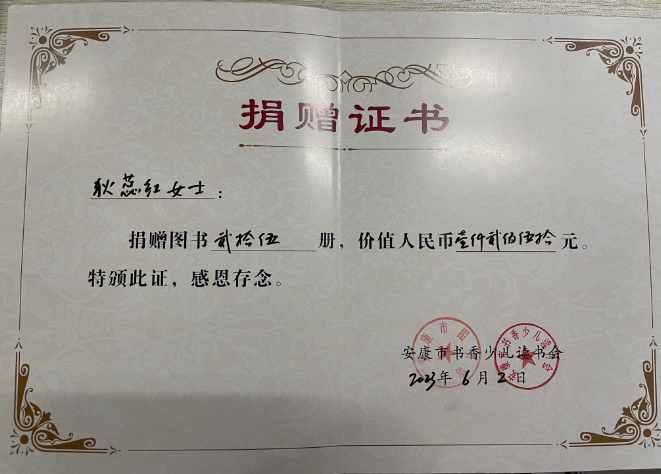 捐赠证书
狄蕊红女士：
捐赠图书贰拾伍册，价值人民币壹仟贰佰伍拾元。
特颁此证，感恩存念。
安康市书香少儿读书会
2023年6月2日